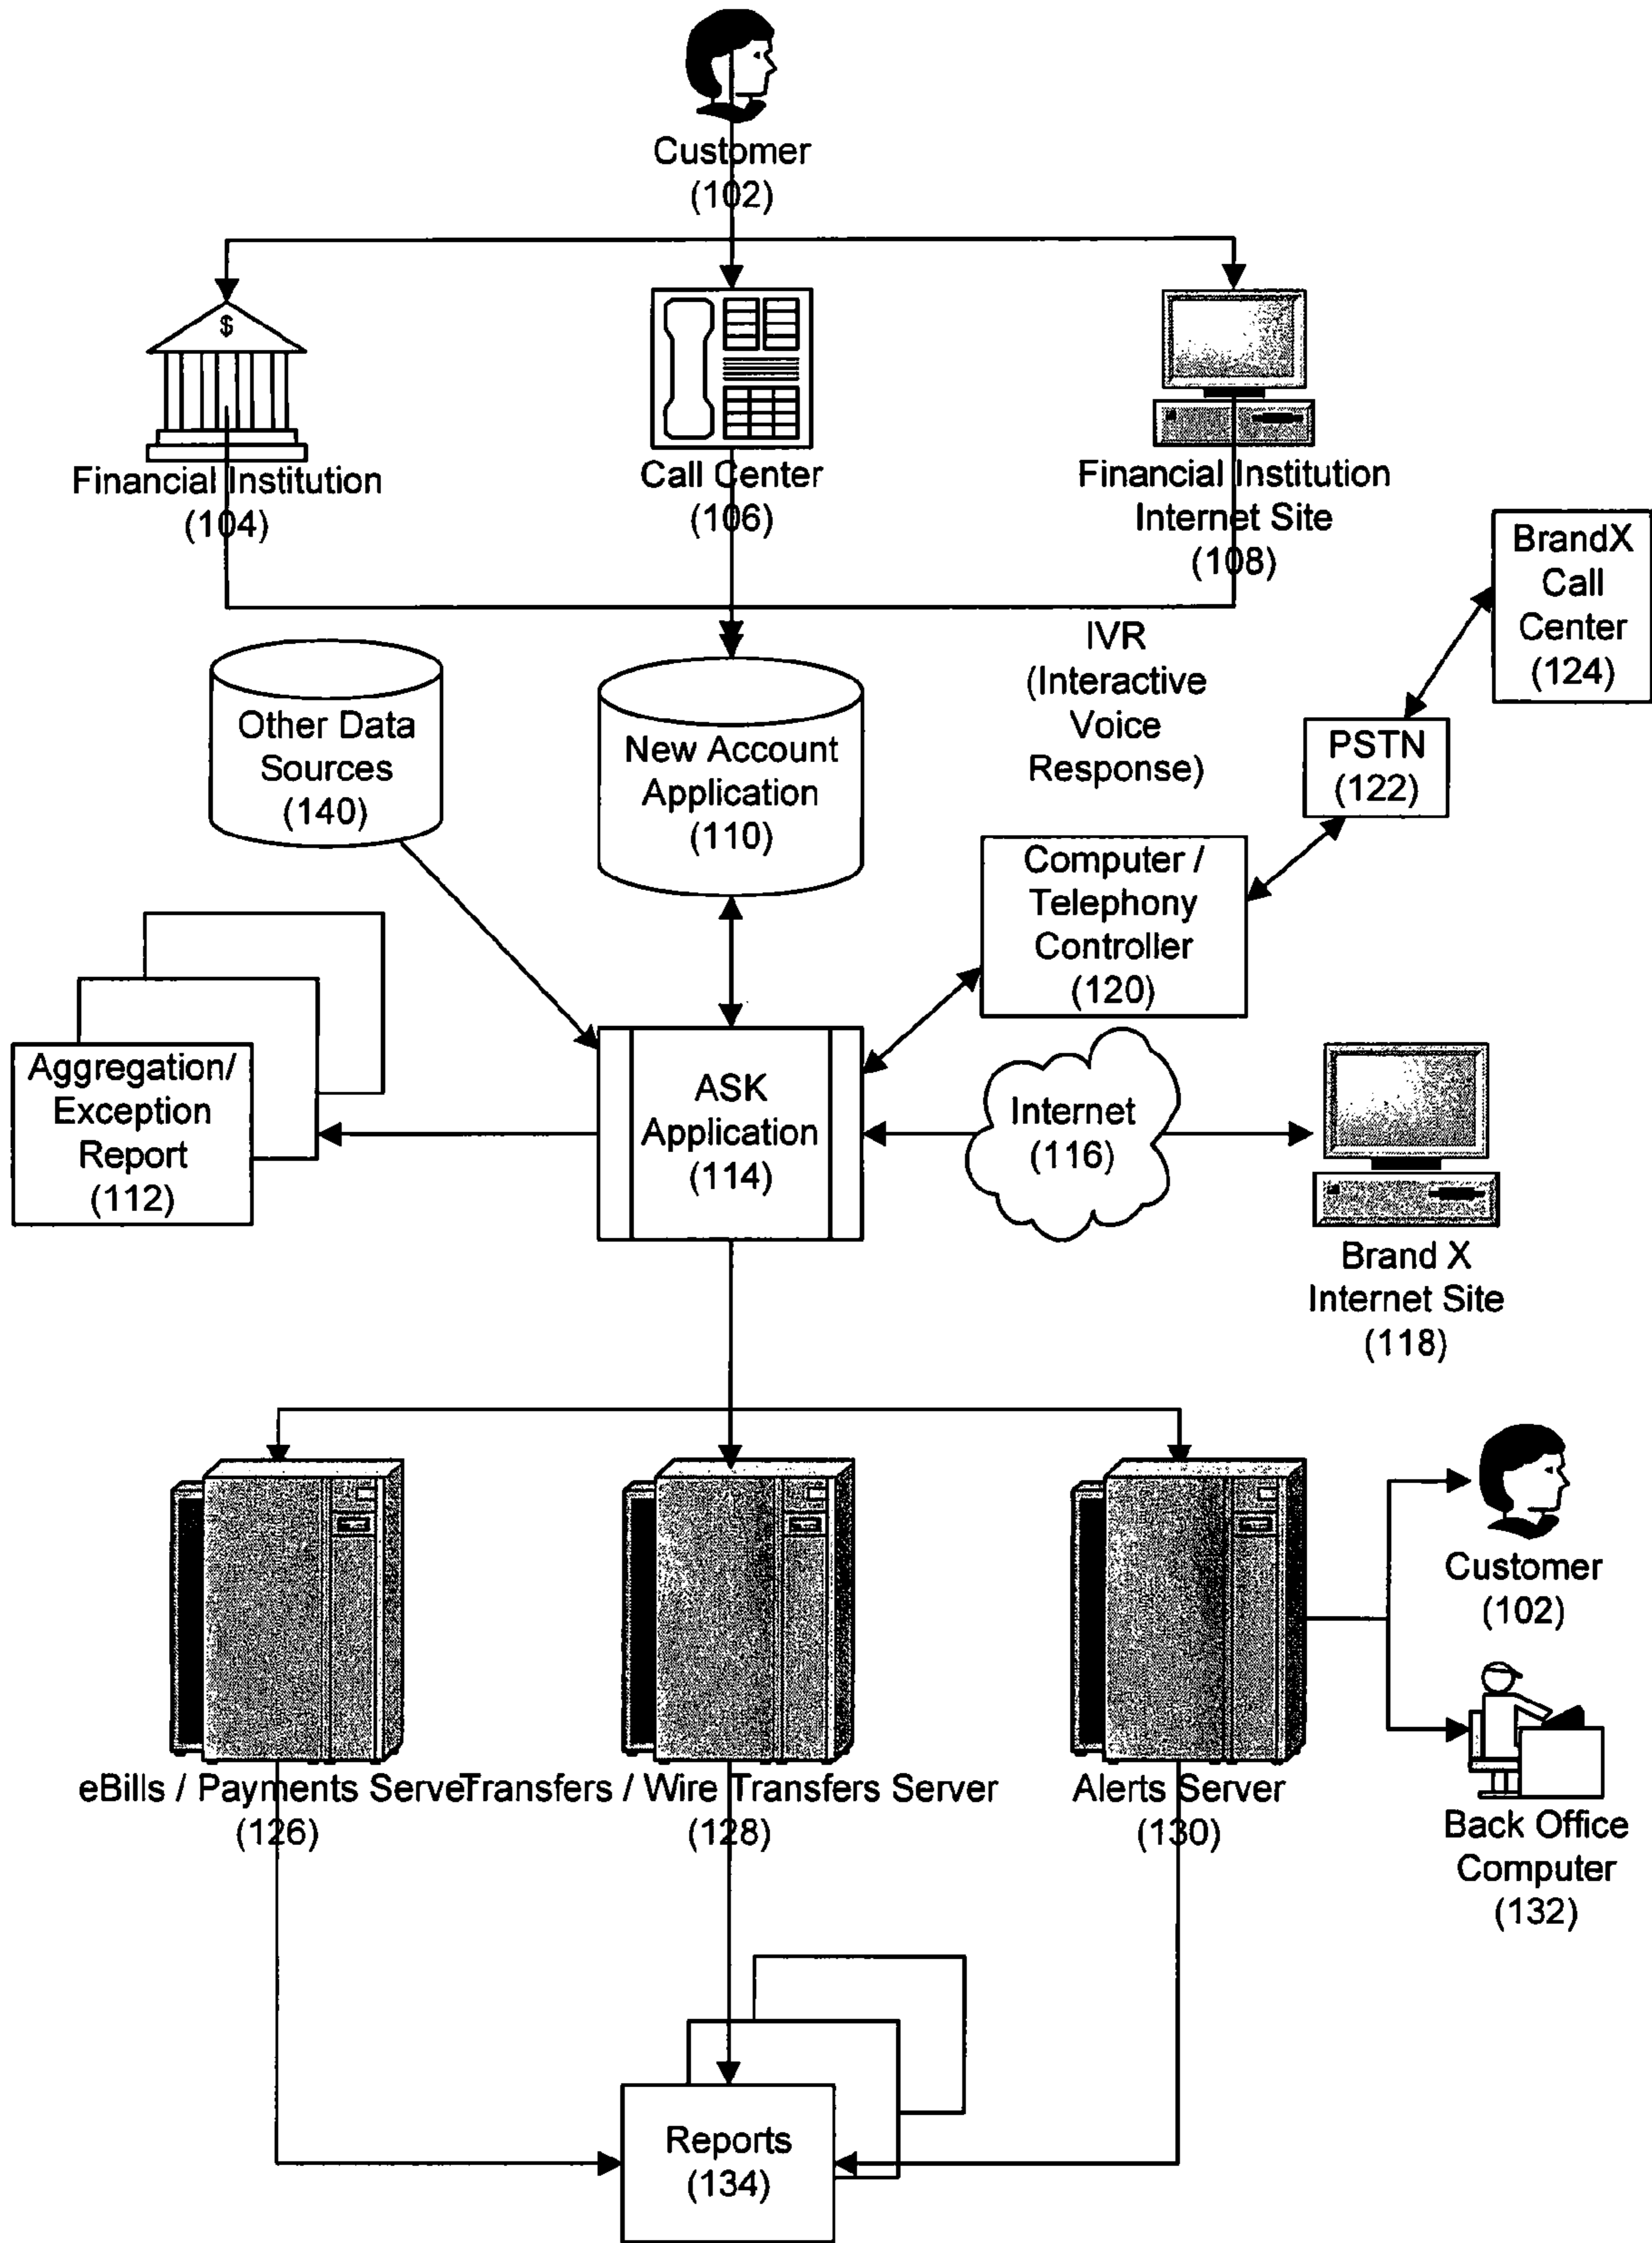 Customer
(102)
$
Financial Institution
(104)
Call Center
(106)
Financial Institution
Internet Site
(108)
BrandX
Call
Center
(124)
IVR
(Interactive
Voice
Response)
PSTN
(122)
Other Data
Sources
(140)
New Account
Application
(110)
Computer /
Telephony
Controller
(120)
Aggregation/
Exception
Report
(112)
ASK
Application
(114)
Internet
(116)
Brand X
Internet Site
(118)
Customer
(102)
eBills / Payments Server
(126)
Transfers / Wire Transfers Server
(128)
Alerts Server
(130)
Back Office
Computer
(132)
Reports
(134)